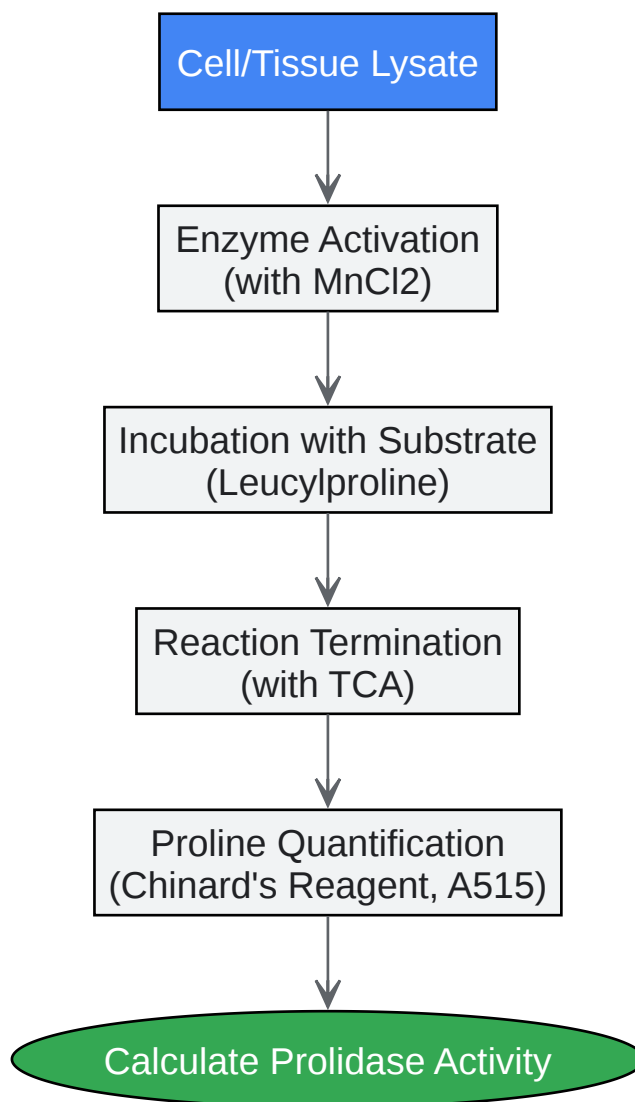 Cell/Tissue Lysate
Enzyme Activation
(with MnCl2)
Incubation with Substrate
(Leucylproline)
Reaction Termination
(with TCA)
Proline Quantification
(Chinard's Reagent, A515)
Calculate Prolidase Activity